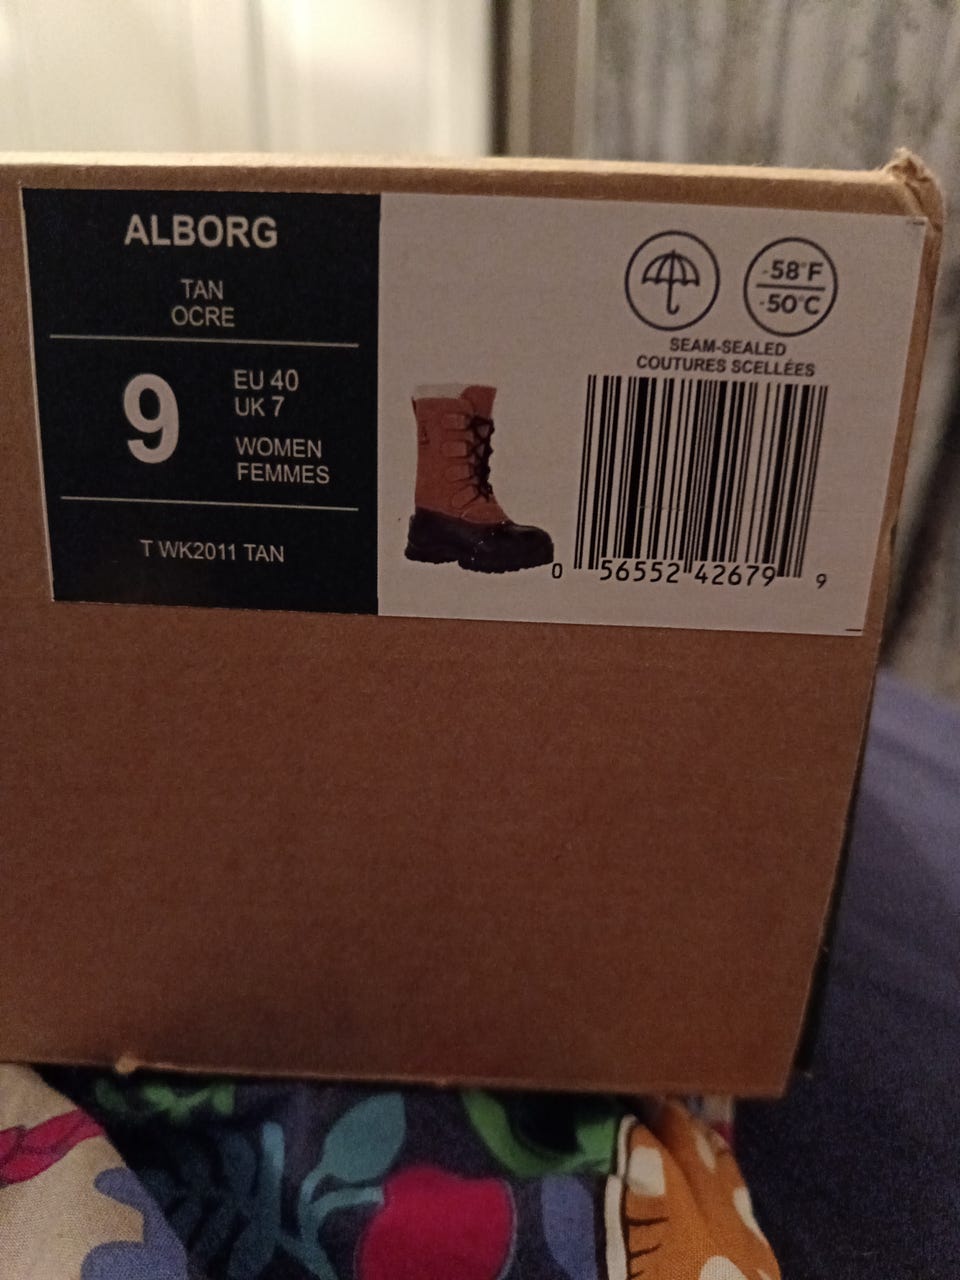 ALBORG
TAN
OCRE
9
EU 40
UK 7
WOMEN
FEMMES
T WK2011 TAN
-58°F
-50°C
SEAM-SEALED
COUTURES SCELLÉES
0 56552 42679 9